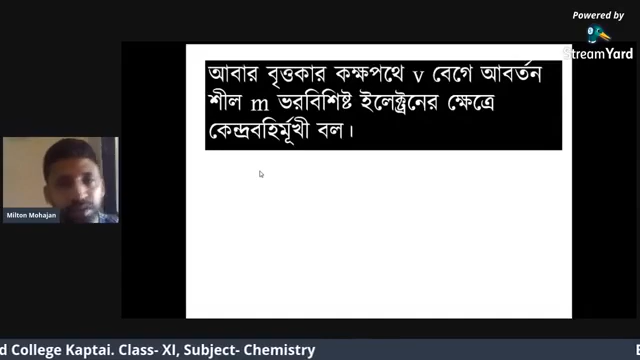 Powered by
StreamYard
আবার বৃত্তকার কক্ষপথে v বেগে আবর্তন
শীল m ভরবিশিষ্ট ইলেক্ট্রনের ক্ষেত্রে
কেন্দ্রবহির্মূখী বল।
Milton Mohajan
d College Kaptai. Class- XI, Subject- Chemistry